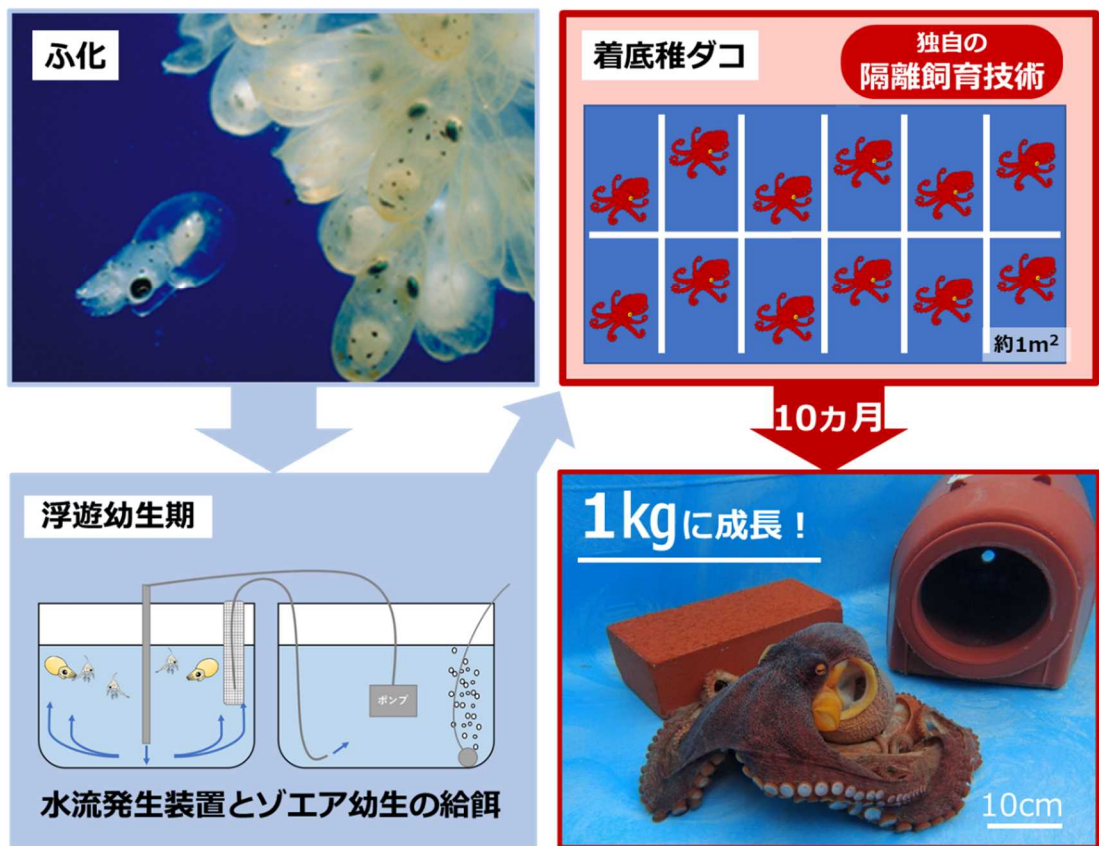 ふ化
着底稚ダコ
独自の
隔離飼育技術
約1m²
10カ月
浮遊幼生期
ポンプ
水流発生装置とゾエア幼生の給餌
1kgに成長！
10cm